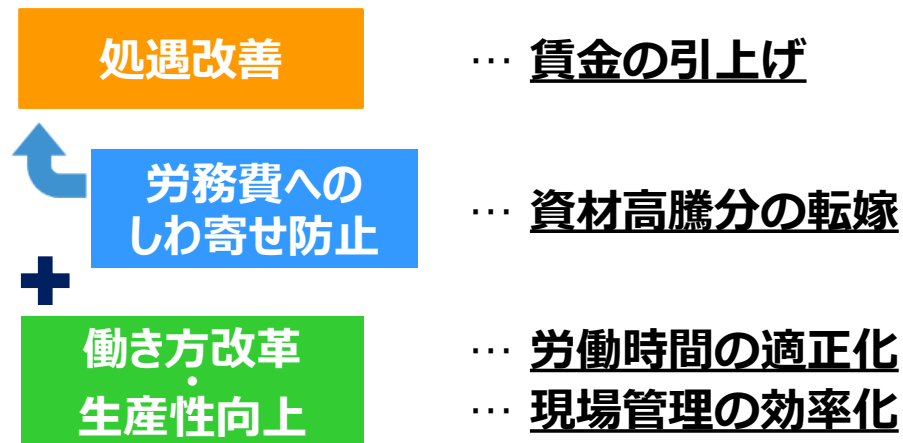 処遇改善
… 賃金の引上げ
労務費への
しわ寄せ防止
… 資材高騰分の転嫁
働き方改革
・
生産性向上
… 労働時間の適正化
… 現場管理の効率化